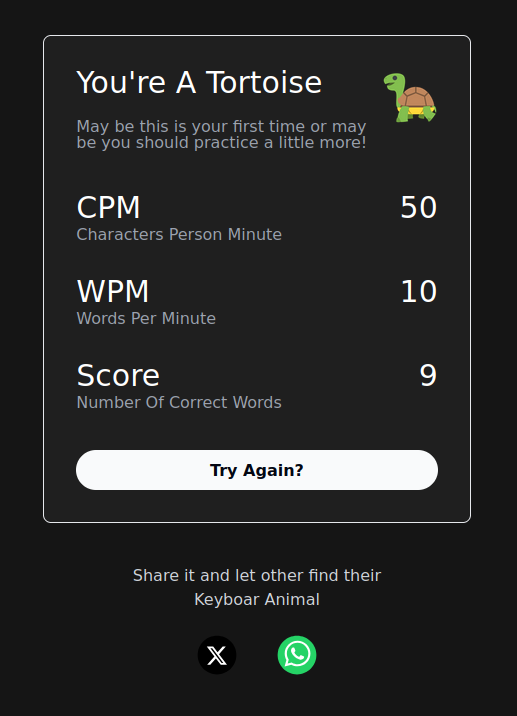 You're A Tortoise
May be this is your first time or may
be you should practice a little more!
CPM 50
Characters Person Minute
WPM 10
Words Per Minute
Score 9
Number Of Correct Words
Try Again?
Share it and let other find their
Keyboar Animal